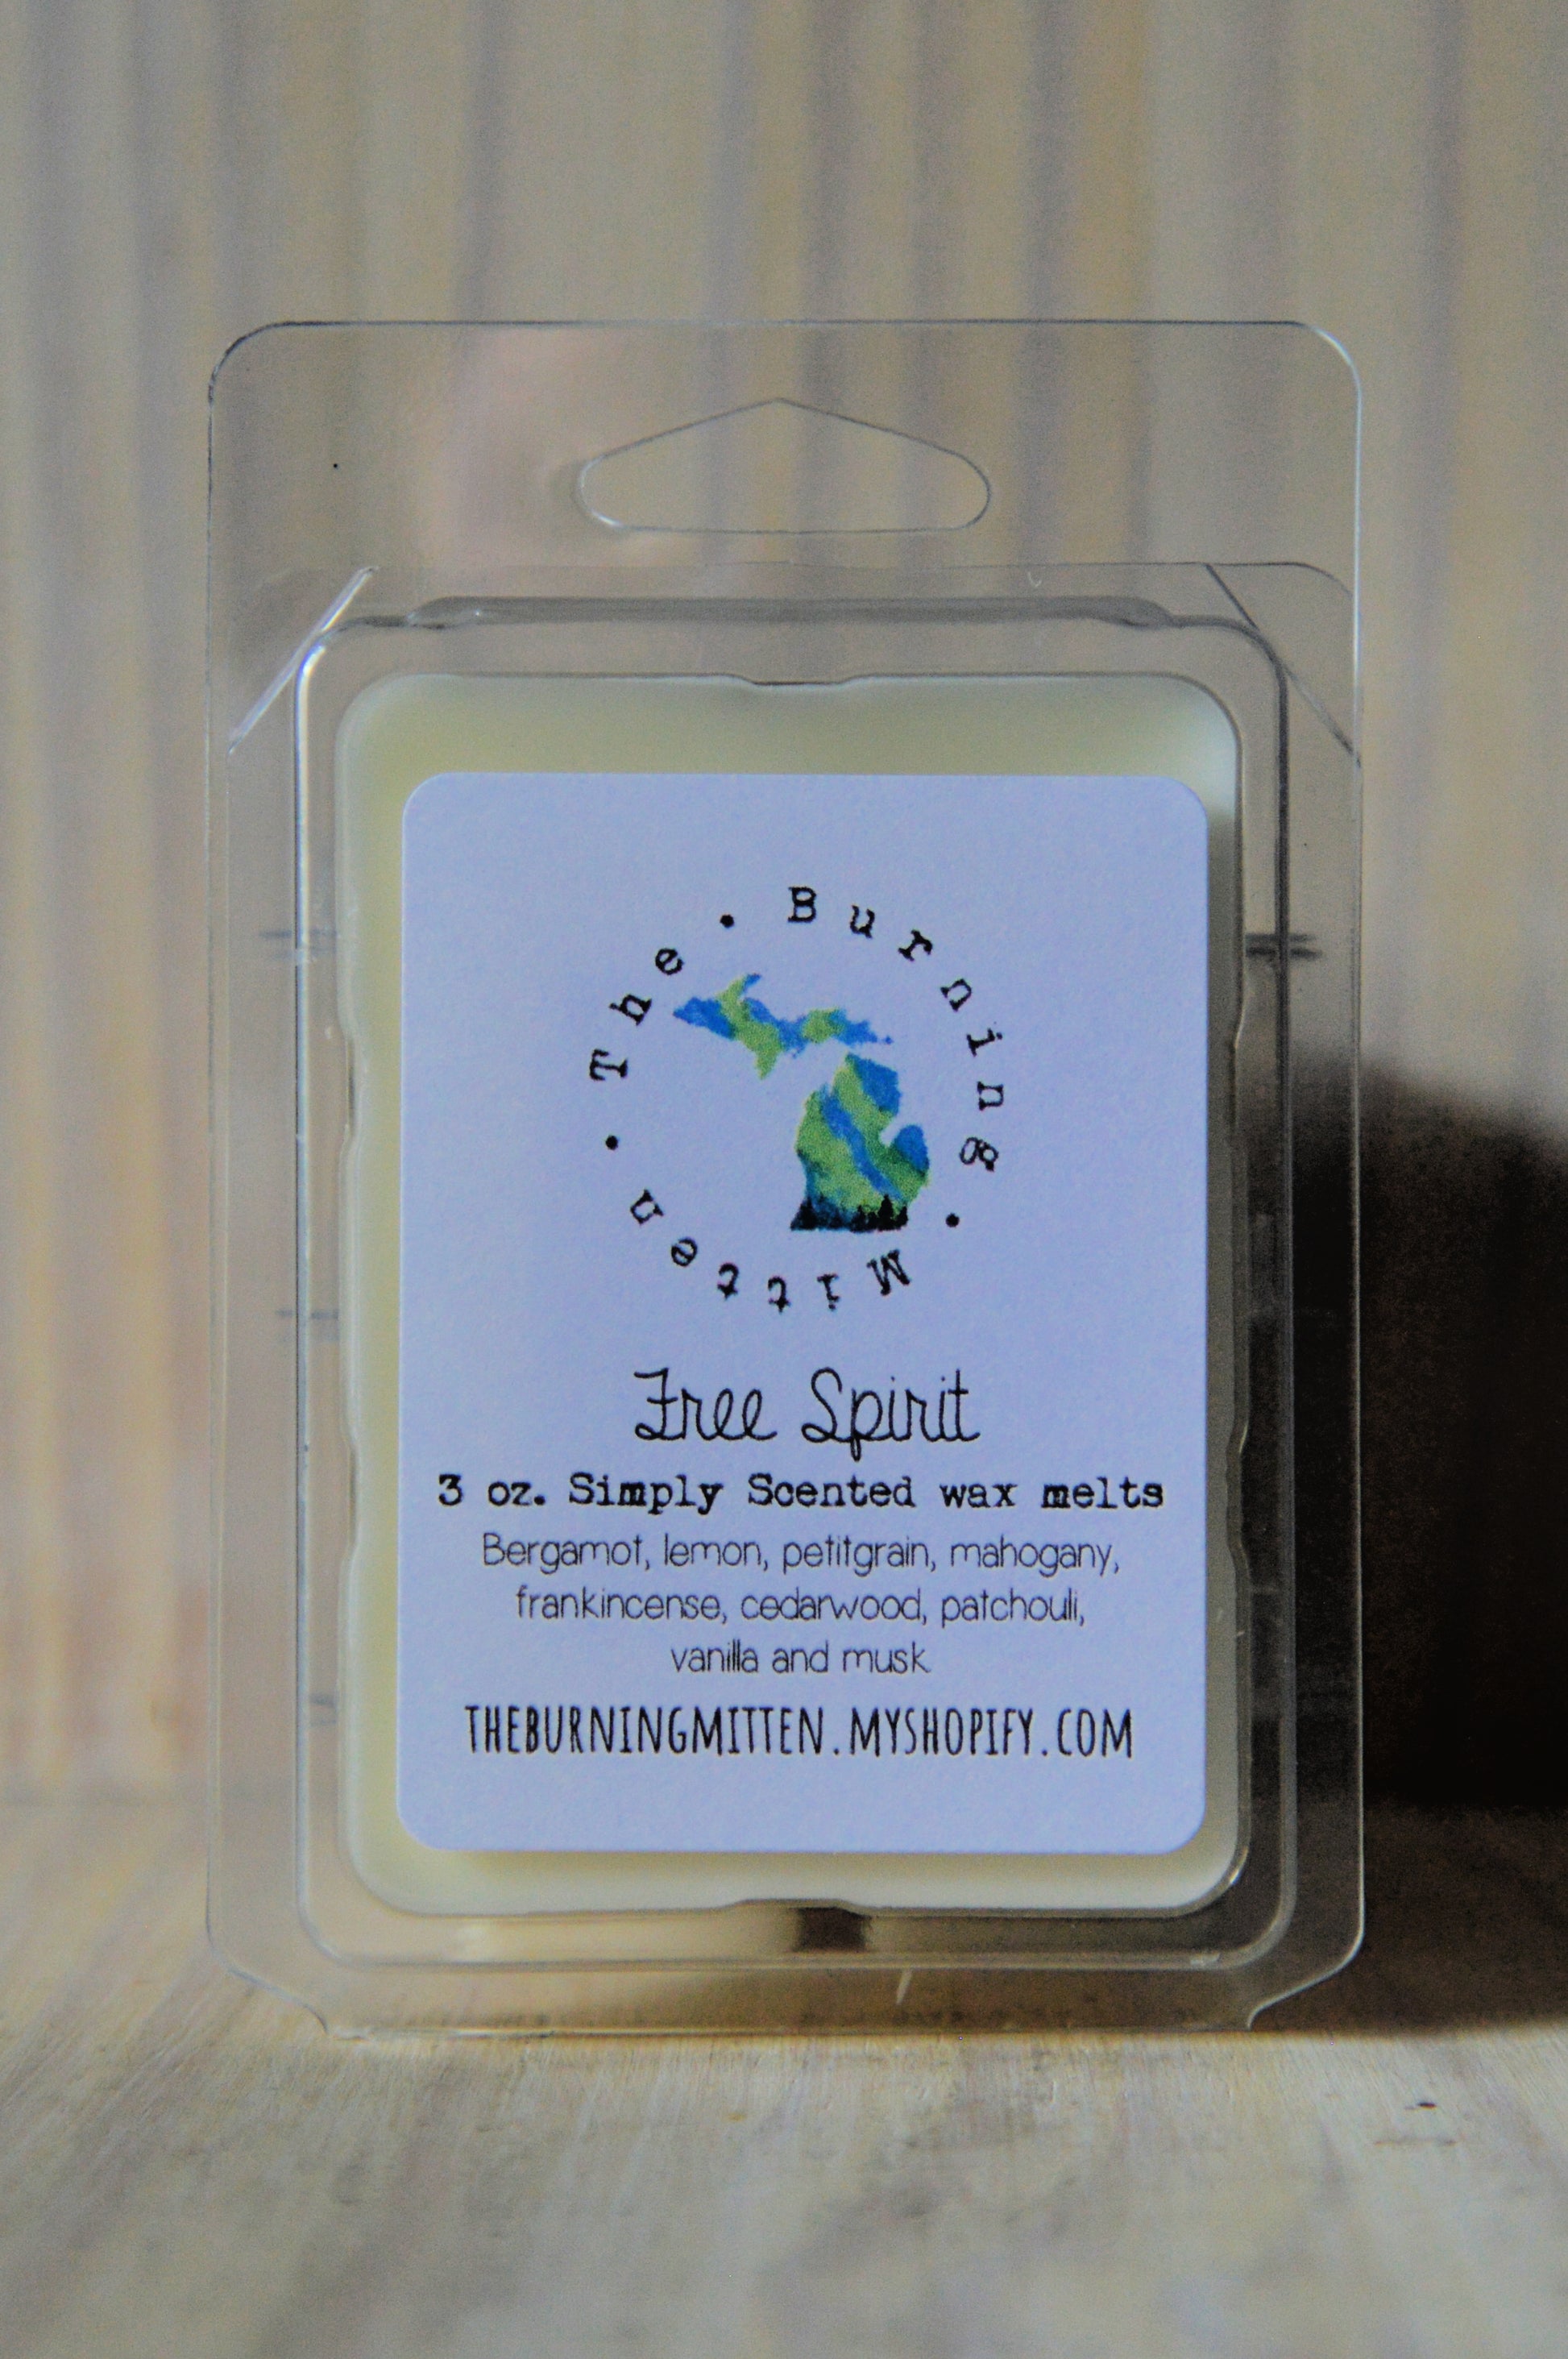 The . Burning . Mitten .
Free Spirit
3 oz. Simply Scented wax melts
Bergamot, lemon, petitgrain, mahogany,
frankincense, cedarwood, patchouli,
vanilla and musk
THEBURNINGMITTEN.MYSHOPIFY.COM